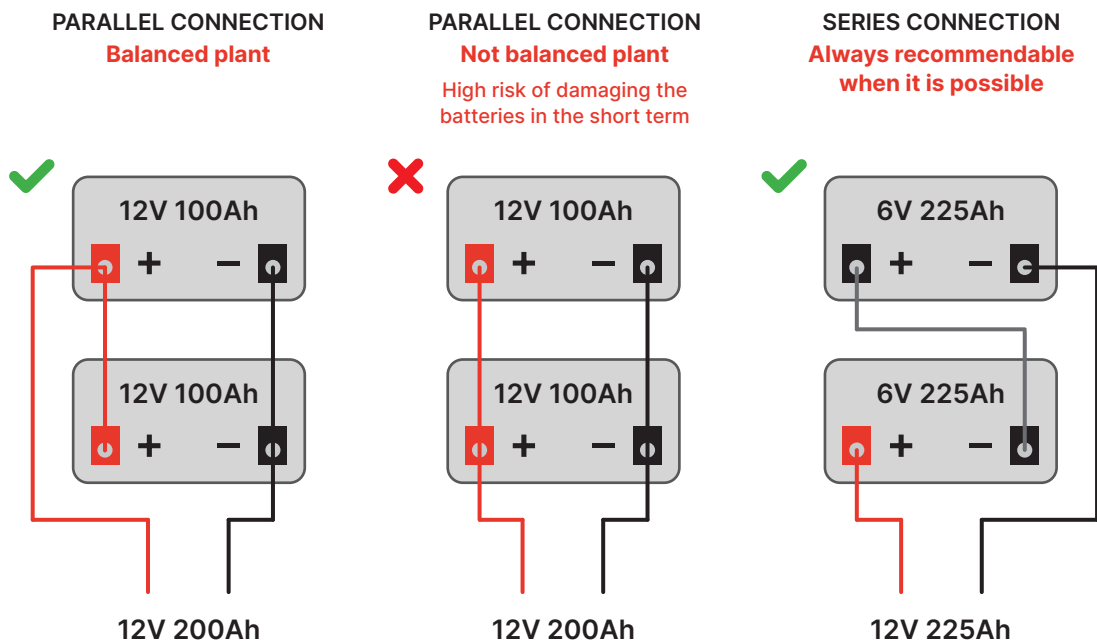 PARALLEL CONNECTION
Balanced plant
12V 100Ah
+ −
12V 100Ah
+ −
12V 200Ah
PARALLEL CONNECTION
Not balanced plant
High risk of damaging the
batteries in the short term
12V 100Ah
+ −
12V 100Ah
+ −
12V 200Ah
SERIES CONNECTION
Always recommendable
when it is possible
6V 225Ah
+ −
6V 225Ah
+ −
12V 225Ah